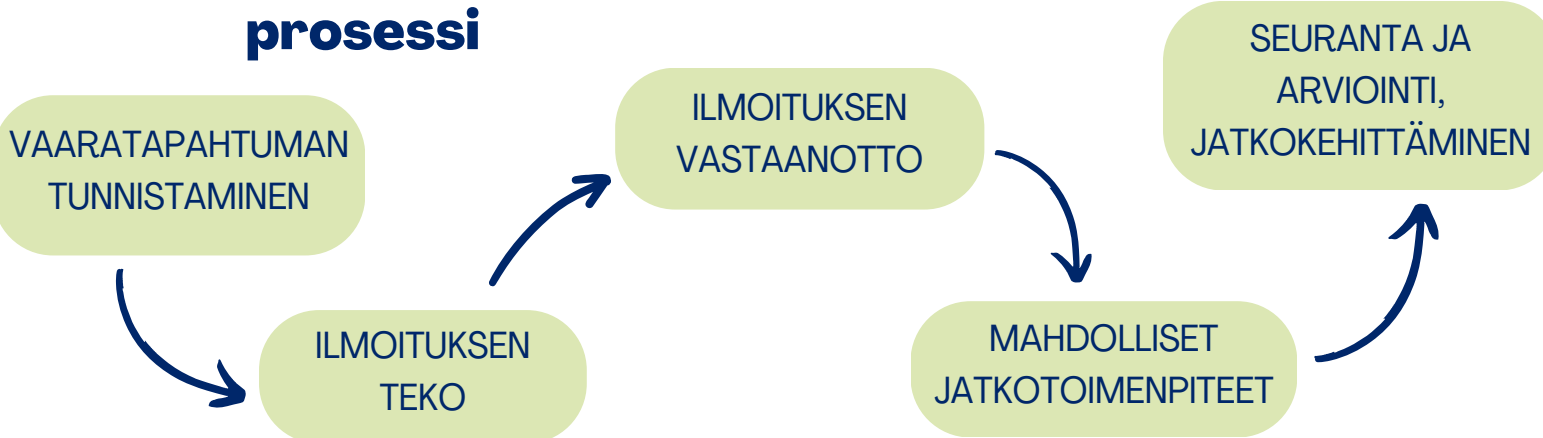 prosessi
VAARATAPAHTUMAN
TUNNISTAMINEN
ILMOITUKSEN
TEKO
ILMOITUKSEN
VASTAANOTTO
MAHDOLLISET
JATKOTOIMENPITEET
SEURANTA JA
ARVIOINTI,
JATKOKEHITTÄMINEN